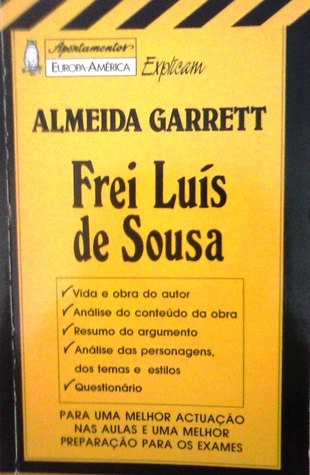 Apontamentos
EUROPA-AMÉRICA Explicam
ALMEIDA GARRETT
Frei Luís
de Sousa
✓Vida e obra do autor
✓Análise do conteúdo da obra
✓Resumo do argumento
✓Análise das personagens,
dos temas e estilos
✓Questionário
PARA UMA MELHOR ACTUAÇÃO
NAS AULAS E UMA MELHOR
PREPARAÇÃO PARA OS EXAMES